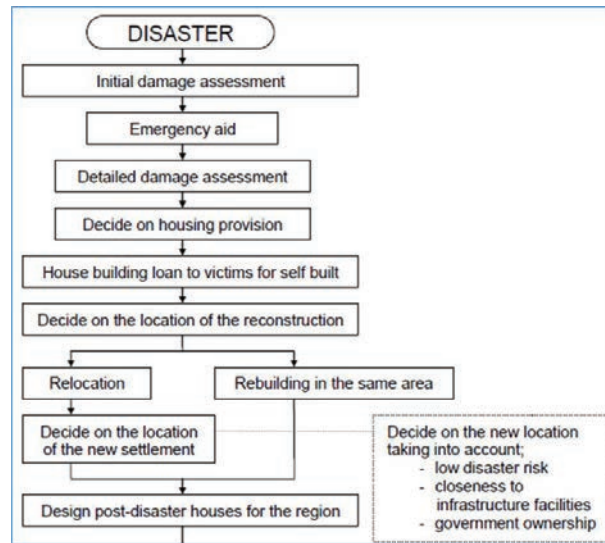 DISASTER
Initial damage assessment
Emergency aid
Detailed damage assessment
Decide on housing provision
House building loan to victims for self built
Decide on the location of the reconstruction
Relocation
Rebuilding in the same area
Decide on the location
of the new settlement
Decide on the new location
taking into account;
- low disaster risk
- closeness to
infrastructure facilities
- government ownership
Design post-disaster houses for the region